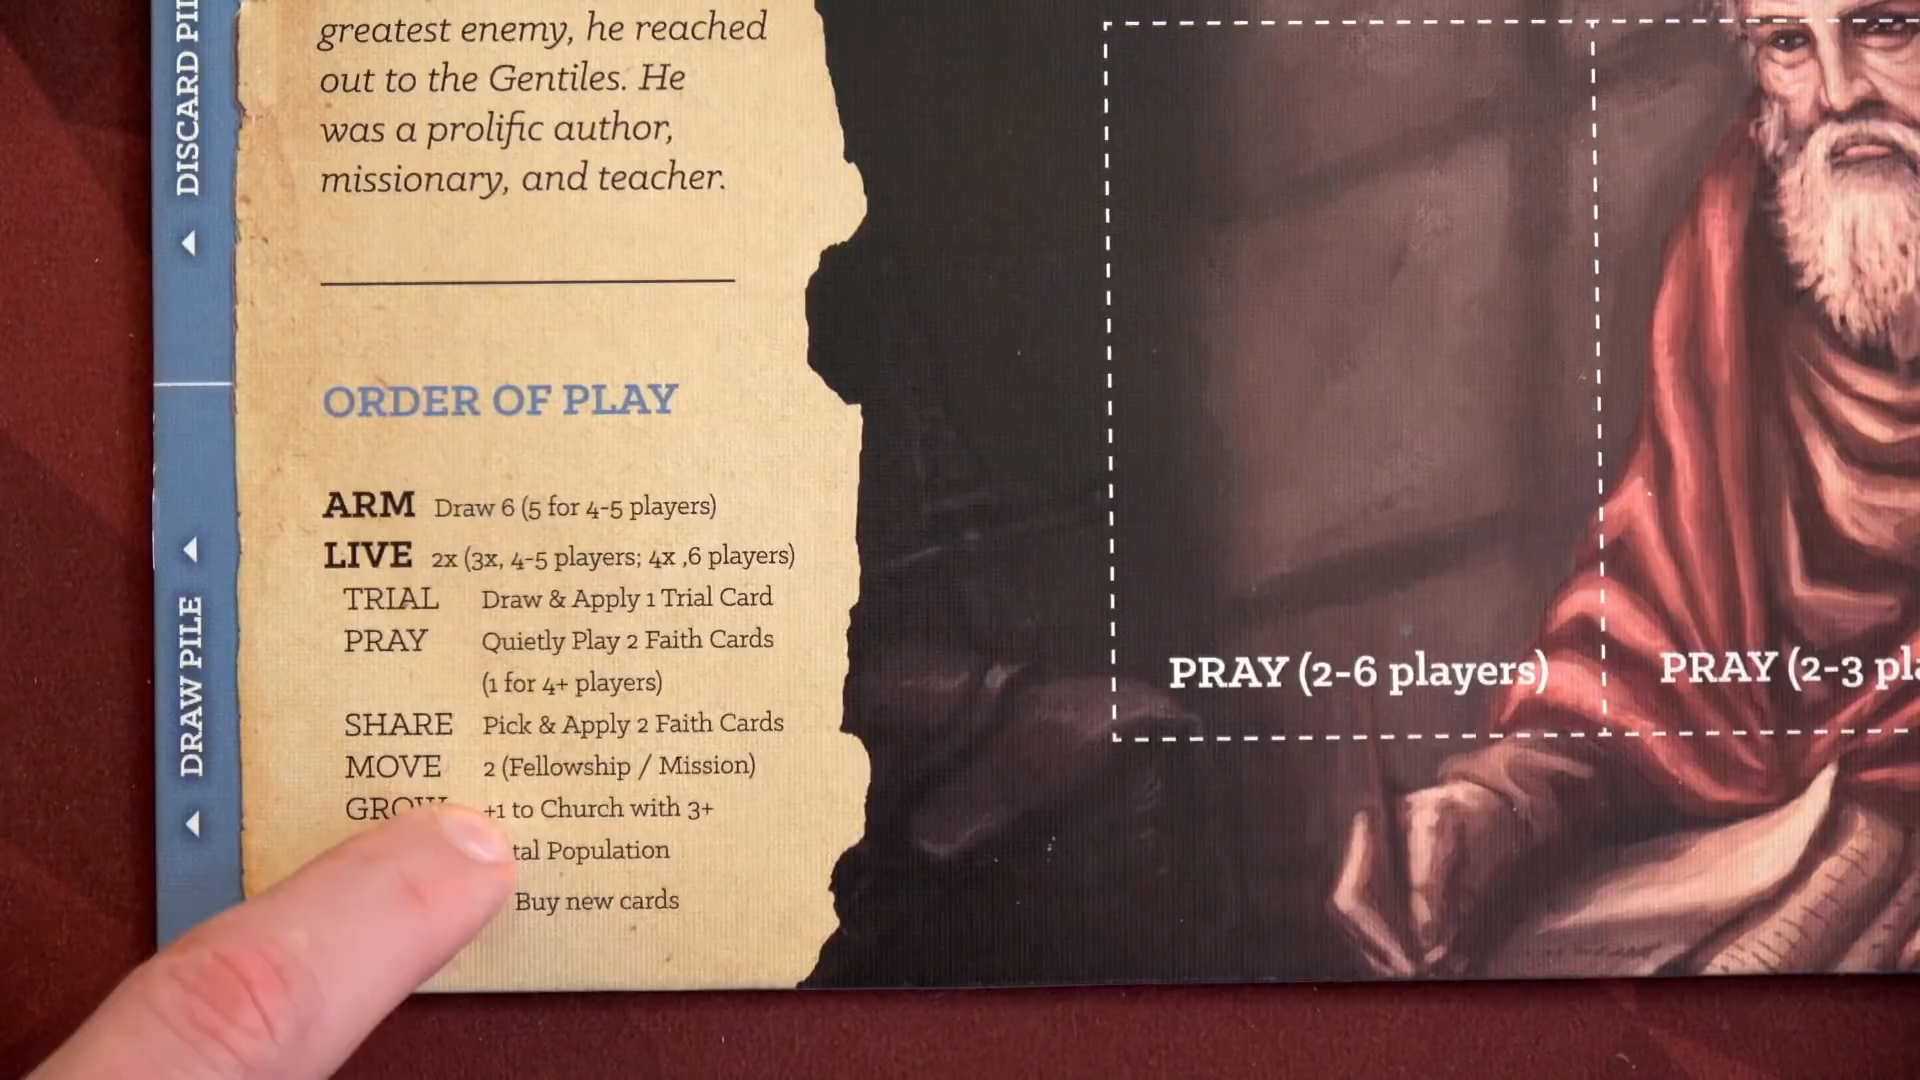 greatest enemy, he reached
out to the Gentiles. He
was a prolific author,
missionary, and teacher.
ORDER OF PLAY
ARM Draw 6 (5 for 4-5 players)
LIVE 2x (3x, 4-5 players; 4x ,6 players)
TRIAL Draw & Apply 1 Trial Card
PRAY Quietly Play 2 Faith Cards
(1 for 4+ players)
SHARE Pick & Apply 2 Faith Cards
MOVE 2 (Fellowship / Mission)
GROW +1 to Church with 3+
Population
Buy new cards
DISCARD
DRAW PILE
PRAY (2-6 players)
PRAY (2-3